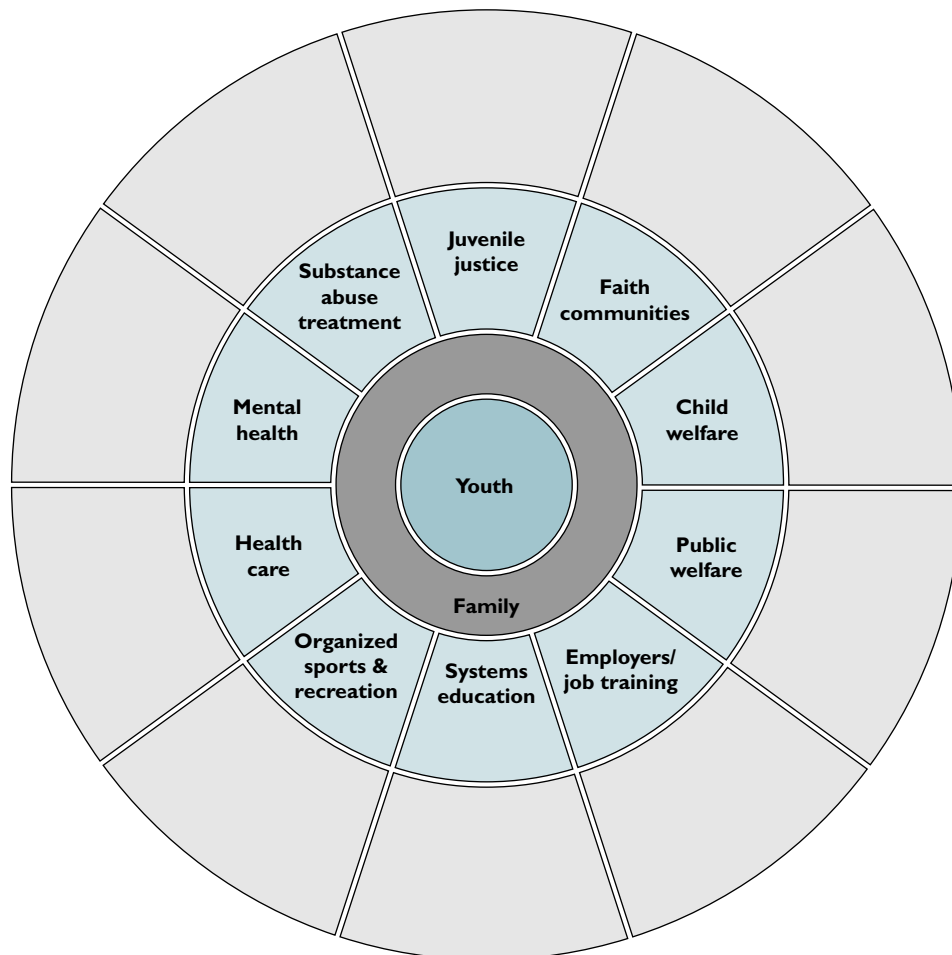 Juvenile
justice
Substance
abuse
treatment
Faith
communities
Mental
health
Child
welfare
Youth
Health
care
Public
welfare
Family
Organized
sports &
recreation
Systems
education
Employers/
job training